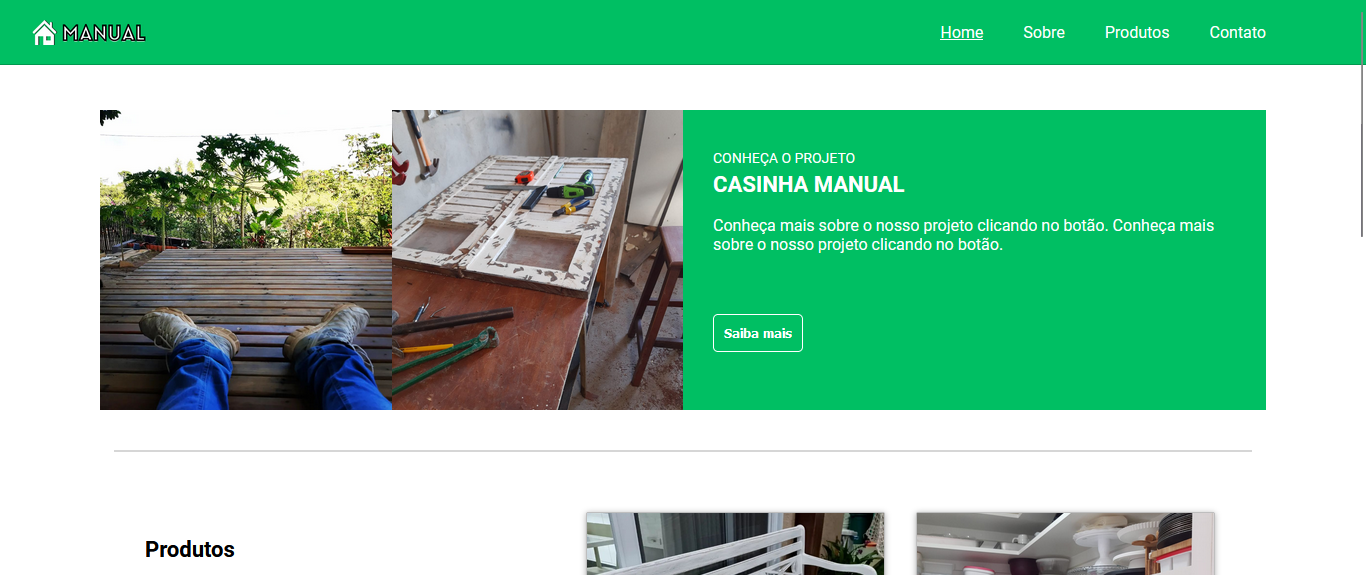 MANUAL
Home
Sobre
Produtos
Contato
CONHEÇA O PROJETO
CASINHA MANUAL
Conheça mais sobre o nosso projeto clicando no botão. Conheça mais
sobre o nosso projeto clicando no botão.
Saiba mais
Produtos